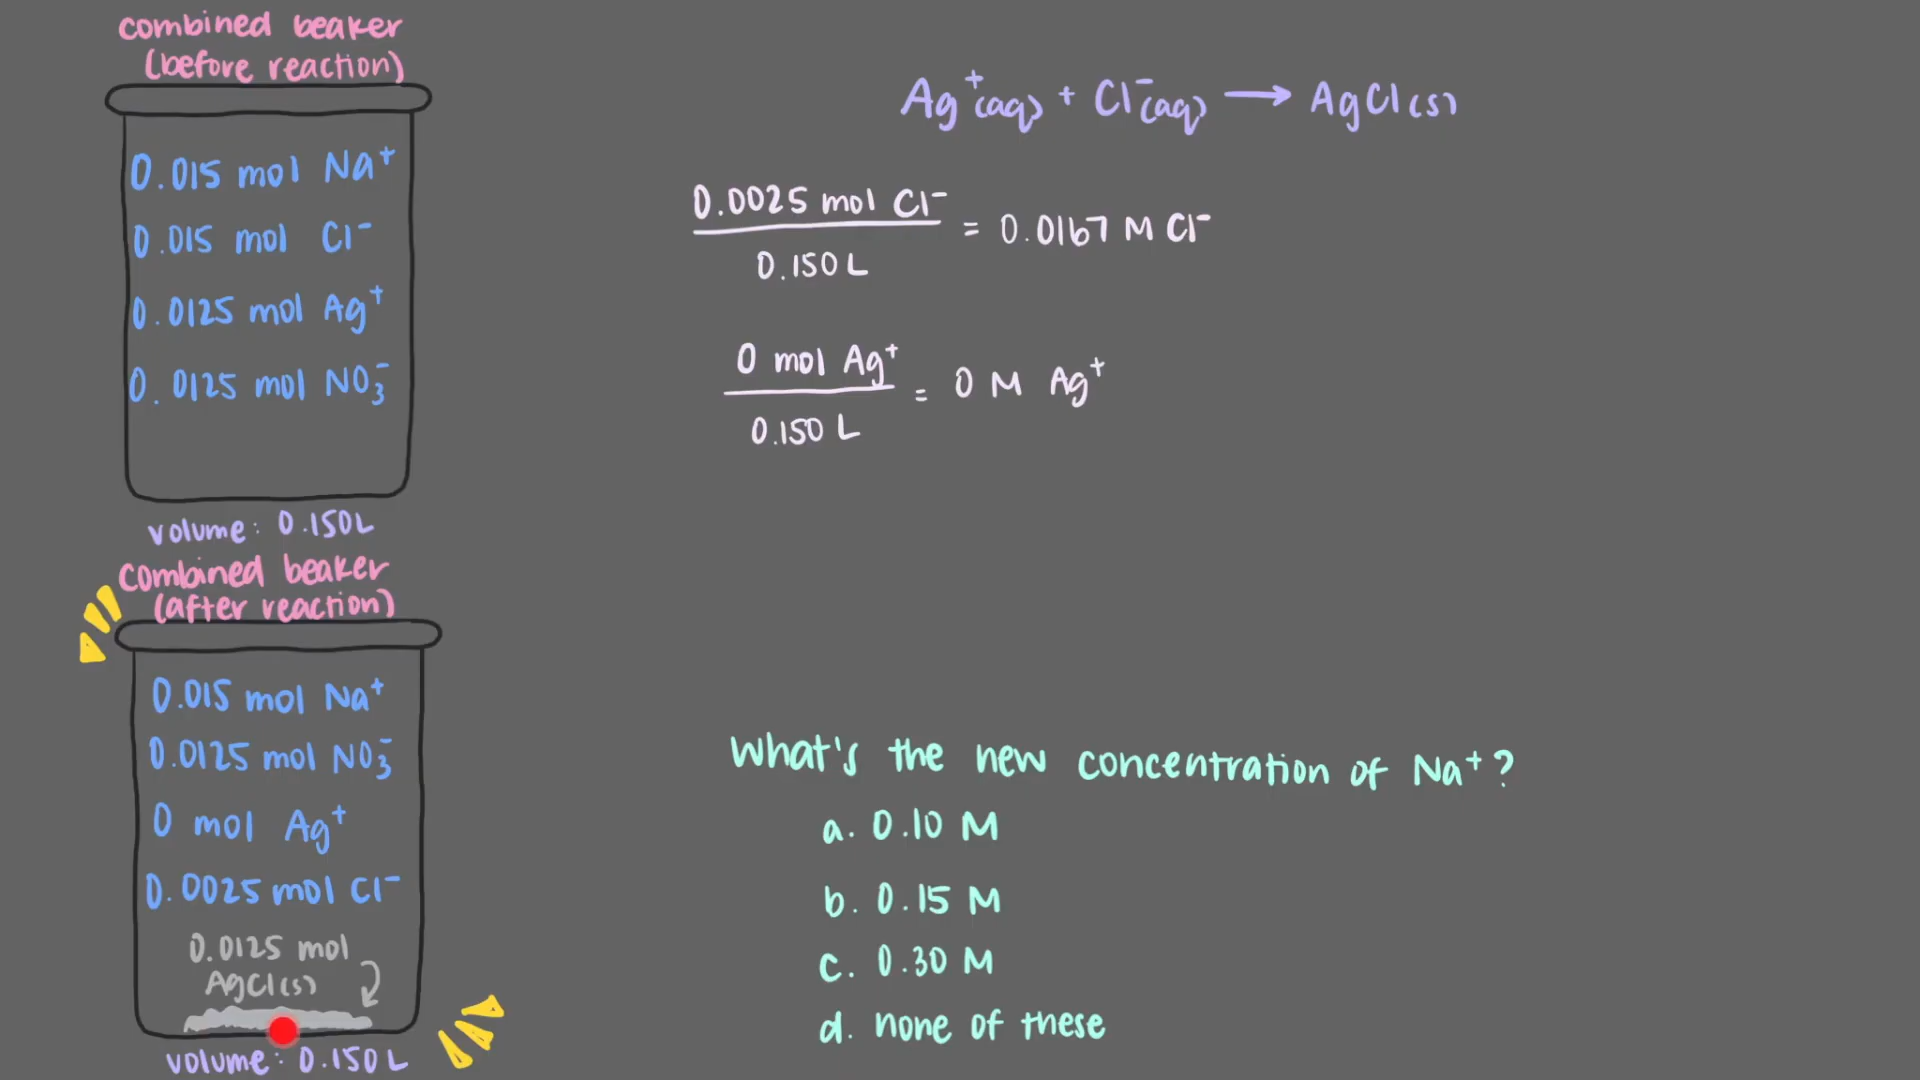 combined beaker
(before reaction)
0.015 mol Na⁺
0.015 mol Cl⁻
0.0125 mol Ag⁺
0.0125 mol NO₃⁻
volume: 0.150L
combined beaker
(after reaction)
0.015 mol Na⁺
0.0125 mol NO₃⁻
0 mol Ag⁺
0.0025 mol Cl⁻
0.0125 mol
AgCl(s)
volume: 0.150L
Ag⁺(aq) + Cl⁻(aq) → AgCl(s)
0.0025 mol Cl⁻
= 0.0167 M Cl⁻
0.150L
0 mol Ag⁺
= 0 M Ag⁺
0.150 L
What's the new concentration of Na⁺?
a. 0.10 M
b. 0.15 M
c. 0.30 M
d. none of these